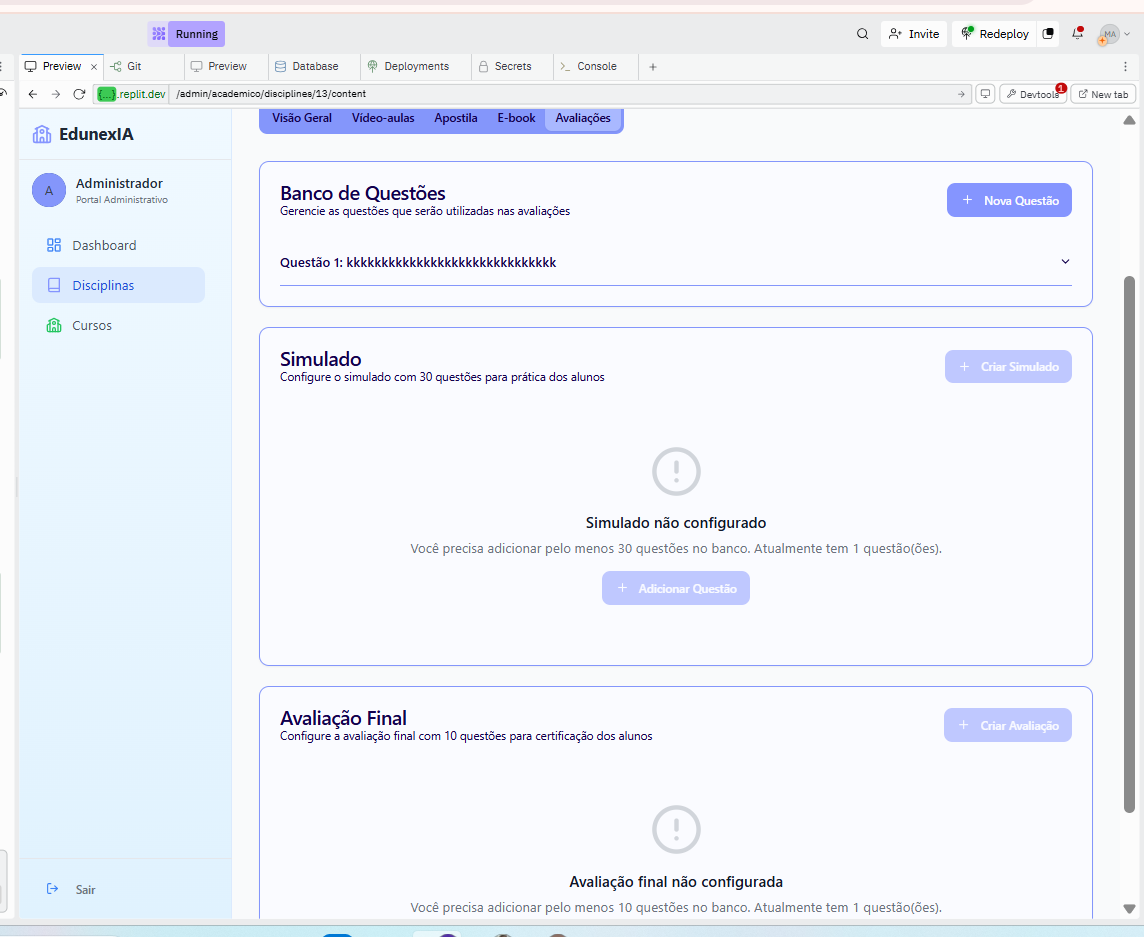 Running
Invite
Redeploy
MA
Preview
Git
Preview
Database
Deployments
Secrets
Console
{...}.replit.dev
/admin/academico/disciplines/13/content
Devtools
1
New tab
EdunexIA
A
Administrador
Portal Administrativo
Dashboard
Disciplinas
Cursos
Sair
Visão Geral
Vídeo-aulas
Apostila
E-book
Avaliações
Banco de Questões
Gerencie as questões que serão utilizadas nas avaliações
Nova Questão
Questão 1: kkkkkkkkkkkkkkkkkkkkkkkkkkkkkk
Simulado
Configure o simulado com 30 questões para prática dos alunos
Criar Simulado
Simulado não configurado
Você precisa adicionar pelo menos 30 questões no banco. Atualmente tem 1 questão(ões).
Adicionar Questão
Avaliação Final
Configure a avaliação final com 10 questões para certificação dos alunos
Criar Avaliação
Avaliação final não configurada
Você precisa adicionar pelo menos 10 questões no banco. Atualmente tem 1 questão(ões).